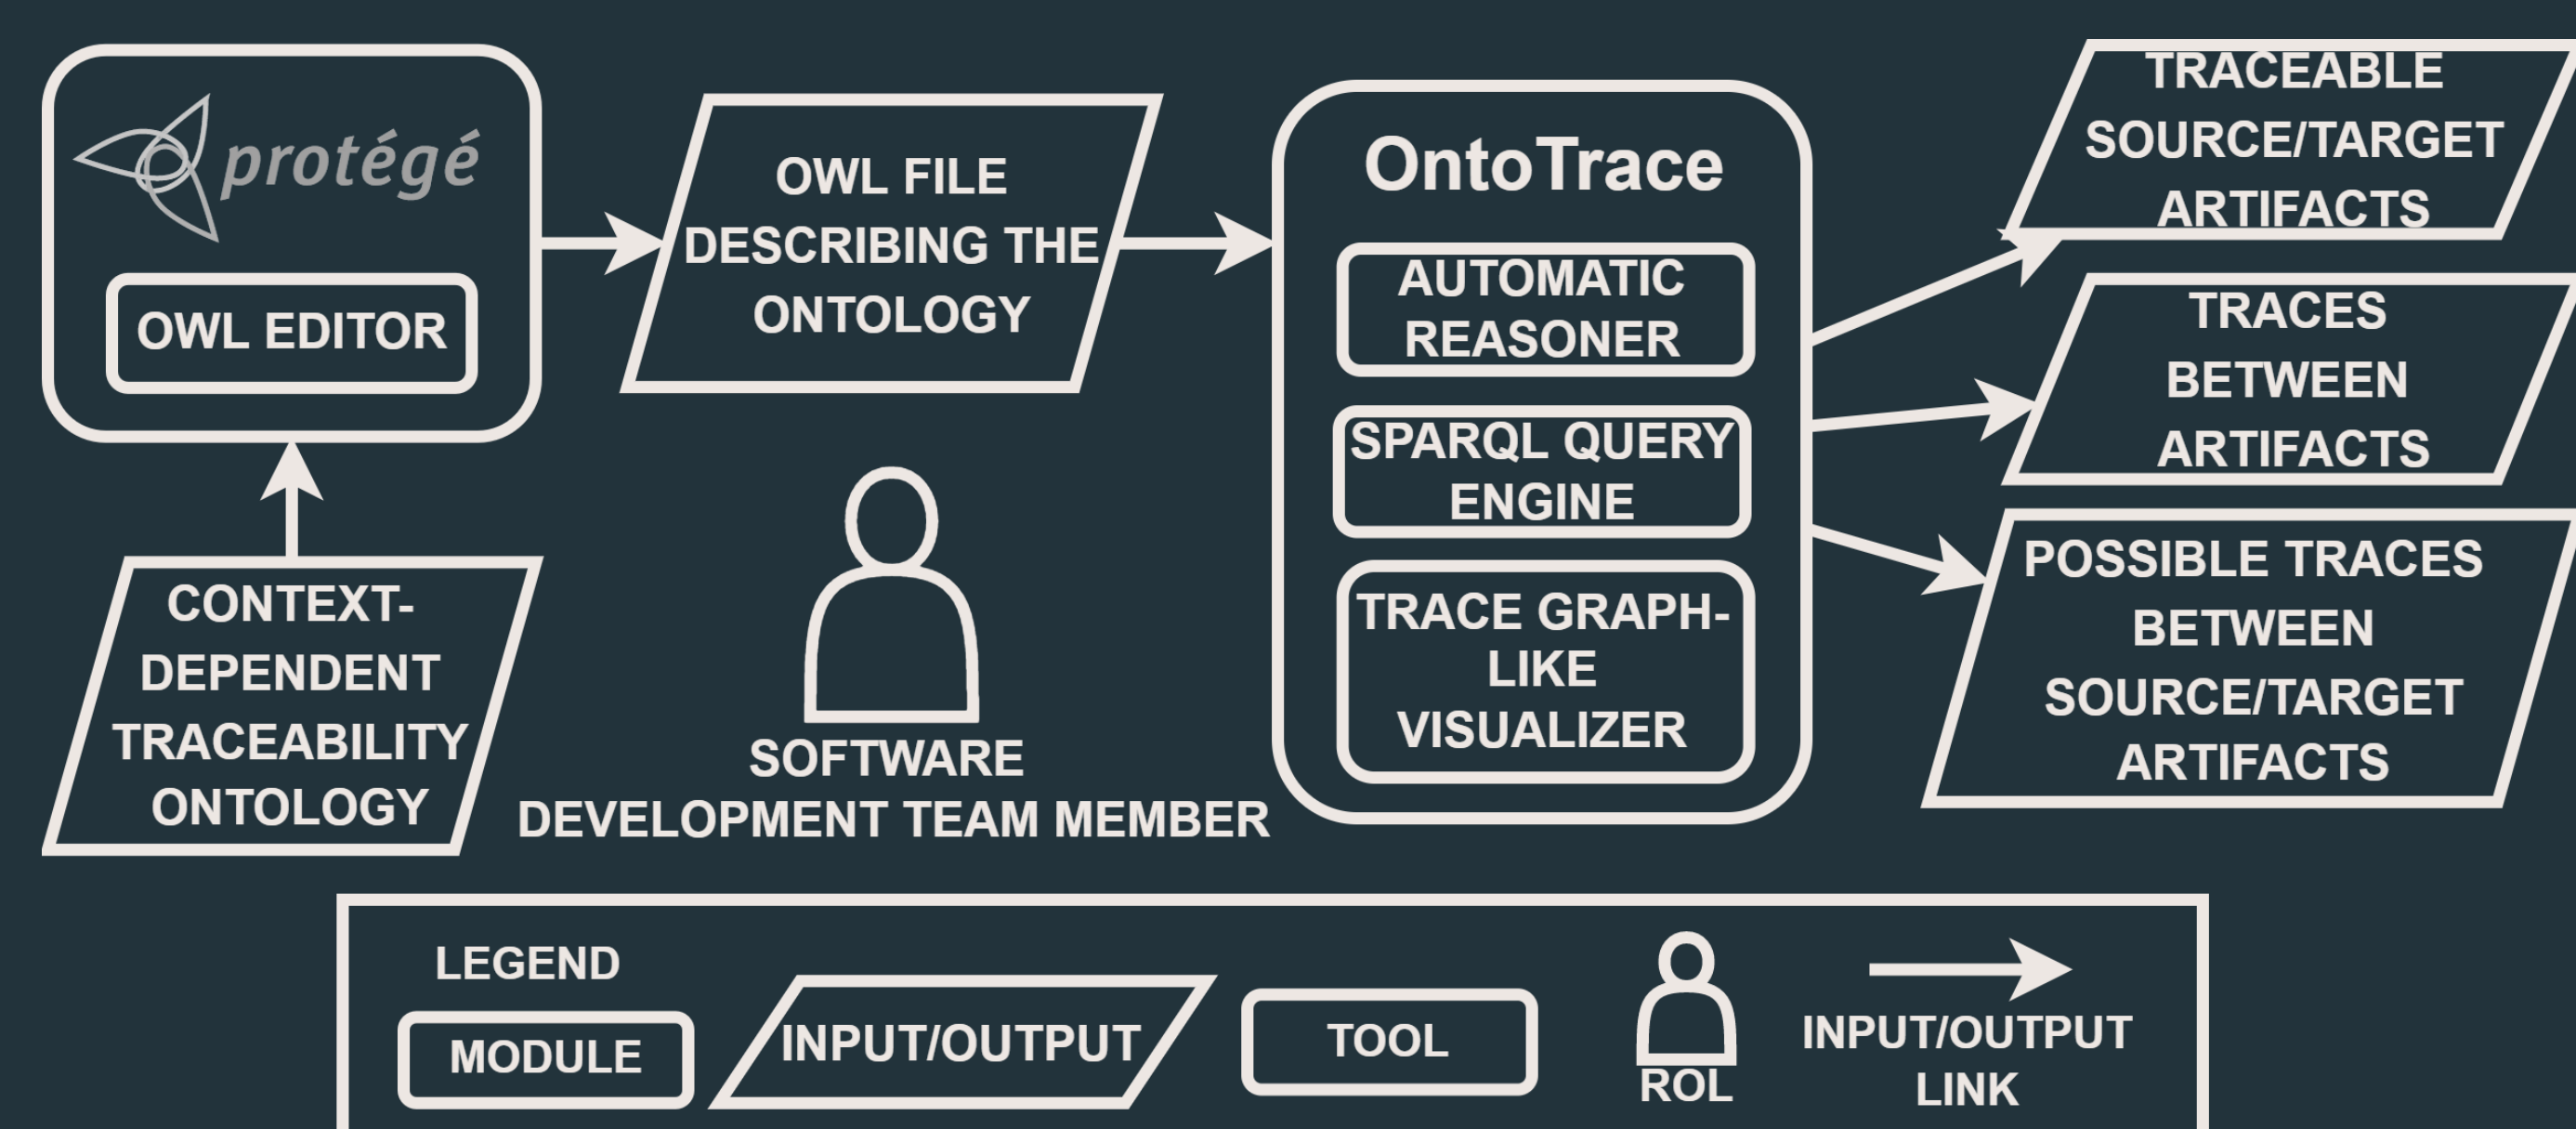 protégé
OWL EDITOR
CONTEXT-
DEPENDENT
TRACEABILITY
ONTOLOGY
OWL FILE
DESCRIBING THE
ONTOLOGY
SOFTWARE
DEVELOPMENT TEAM MEMBER
OntoTrace
AUTOMATIC
REASONER
SPARQL QUERY
ENGINE
TRACE GRAPH-
LIKE
VISUALIZER
TRACEABLE
SOURCE/TARGET
ARTIFACTS
TRACES
BETWEEN
ARTIFACTS
POSSIBLE TRACES
BETWEEN
SOURCE/TARGET
ARTIFACTS
LEGEND
MODULE
INPUT/OUTPUT
TOOL
ROL
INPUT/OUTPUT
LINK